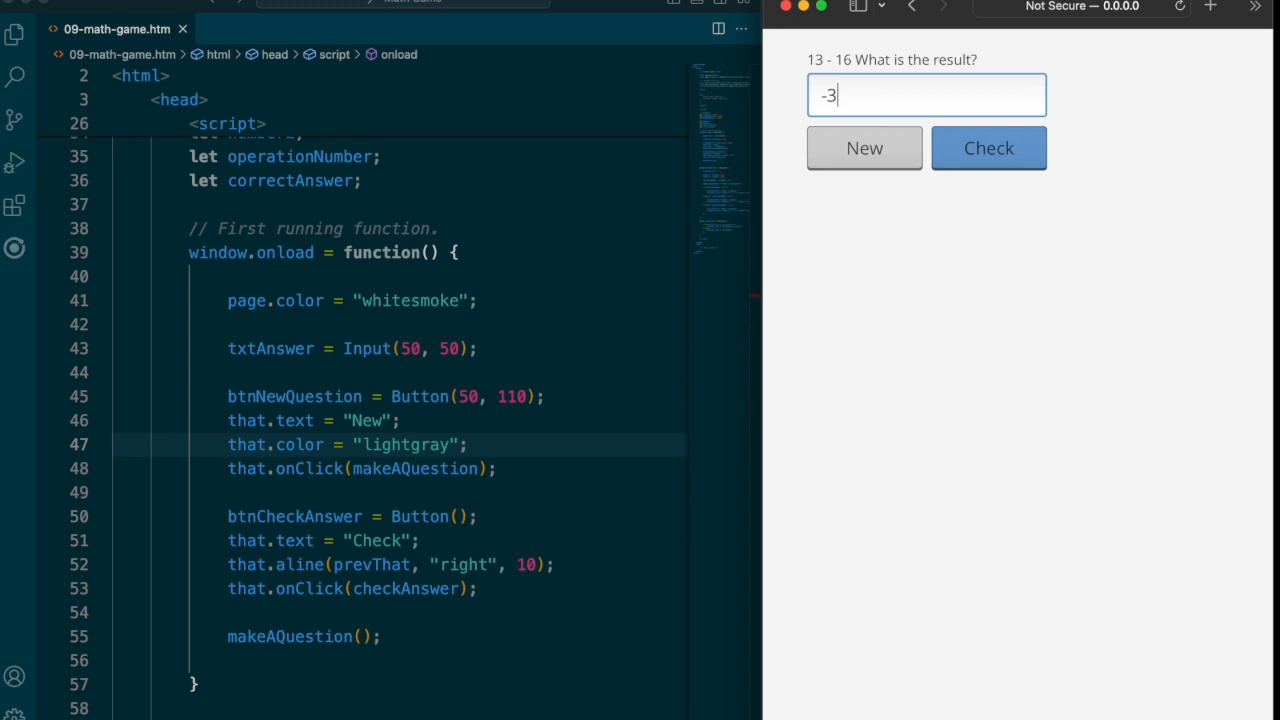 Math Game
09-math-game.htm
09-math-game.htm > html > head > script > onload
2 <html>
3 <head>
26 <script>
35 let operationNumber;
36 let correctAnswer;
37
38 // First running function.
39 window.onload = function() {
40
41 page.color = "whitesmoke";
42
43 txtAnswer = Input(50, 50);
44
45 btnNewQuestion = Button(50, 110);
46 that.text = "New";
47 that.color = "lightgray";
48 that.onClick(makeAQuestion);
49
50 btnCheckAnswer = Button();
51 that.text = "Check";
52 that.aline(prevThat, "right", 10);
53 that.onClick(checkAnswer);
54
55 makeAQuestion();
56
57 }
58
Not Secure — 0.0.0.0
13 - 16 What is the result?
-3
New Check